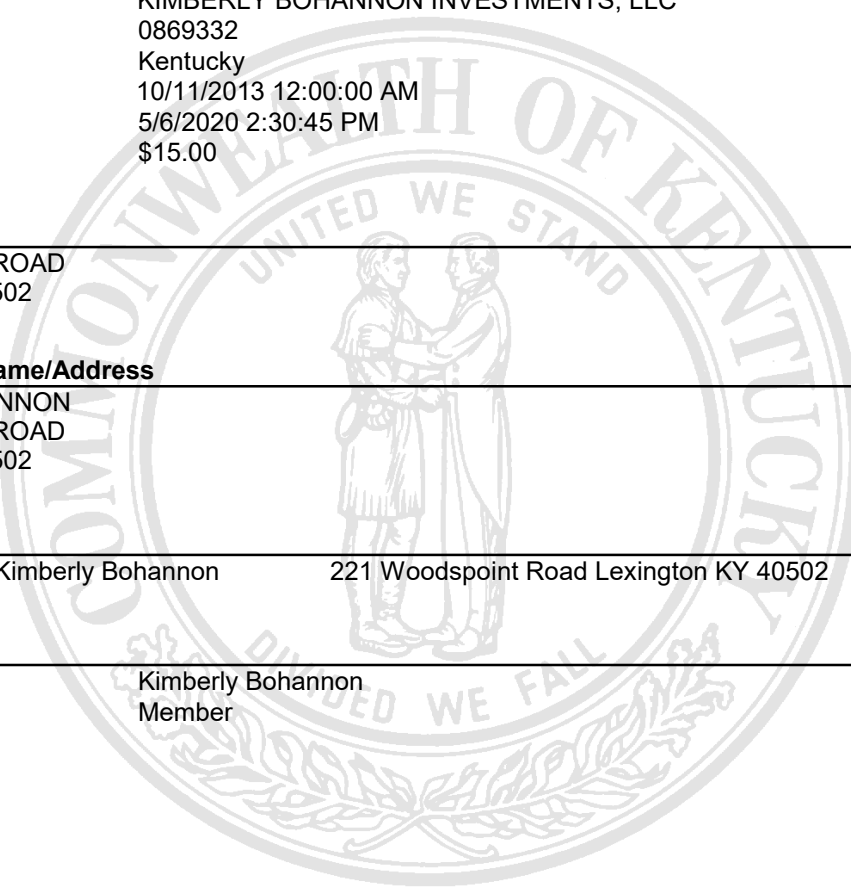 KIMBERLY BOHANNON INVESTMENTS, LLC
0869332
Kentucky
10/11/2013 12:00:00 AM
5/6/2020 2:30:45 PM
$15.00
COMMONWEALTH OF KENTUCKY
UNITED WE STAND
ROAD
502
ame/Address
NNON
ROAD
502
Kimberly Bohannon 221 Woodspoint Road Lexington KY 40502
DIVIDED WE FALL
Kimberly Bohannon
Member